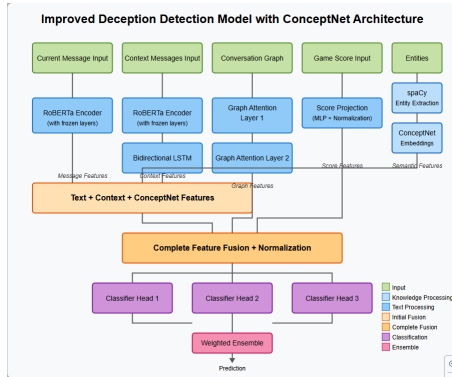 Improved Deception Detection Model with ConceptNet Architecture
Current Message Input
Context Messages Input
Conversation Graph
Game Score Input
Entities
RoBERTa Encoder
(with frozen layers)
RoBERTa Encoder
(with frozen layers)
Graph Attention
Layer 1
Score Projection
(MLP + Normalization)
spaCy
Entity Extraction
ConceptNet
Embeddings
Bidirectional LSTM
Graph Attention Layer 2
Message Features
Context Features
Graph Features
Score Features
Semantic Features
Text + Context + ConceptNet Features
Complete Feature Fusion + Normalization
Classifier Head 1
Classifier Head 2
Classifier Head 3
Weighted Ensemble
Prediction
Input
Knowledge Processing
Text Processing
Initial Fusion
Complete Fusion
Classification
Ensemble